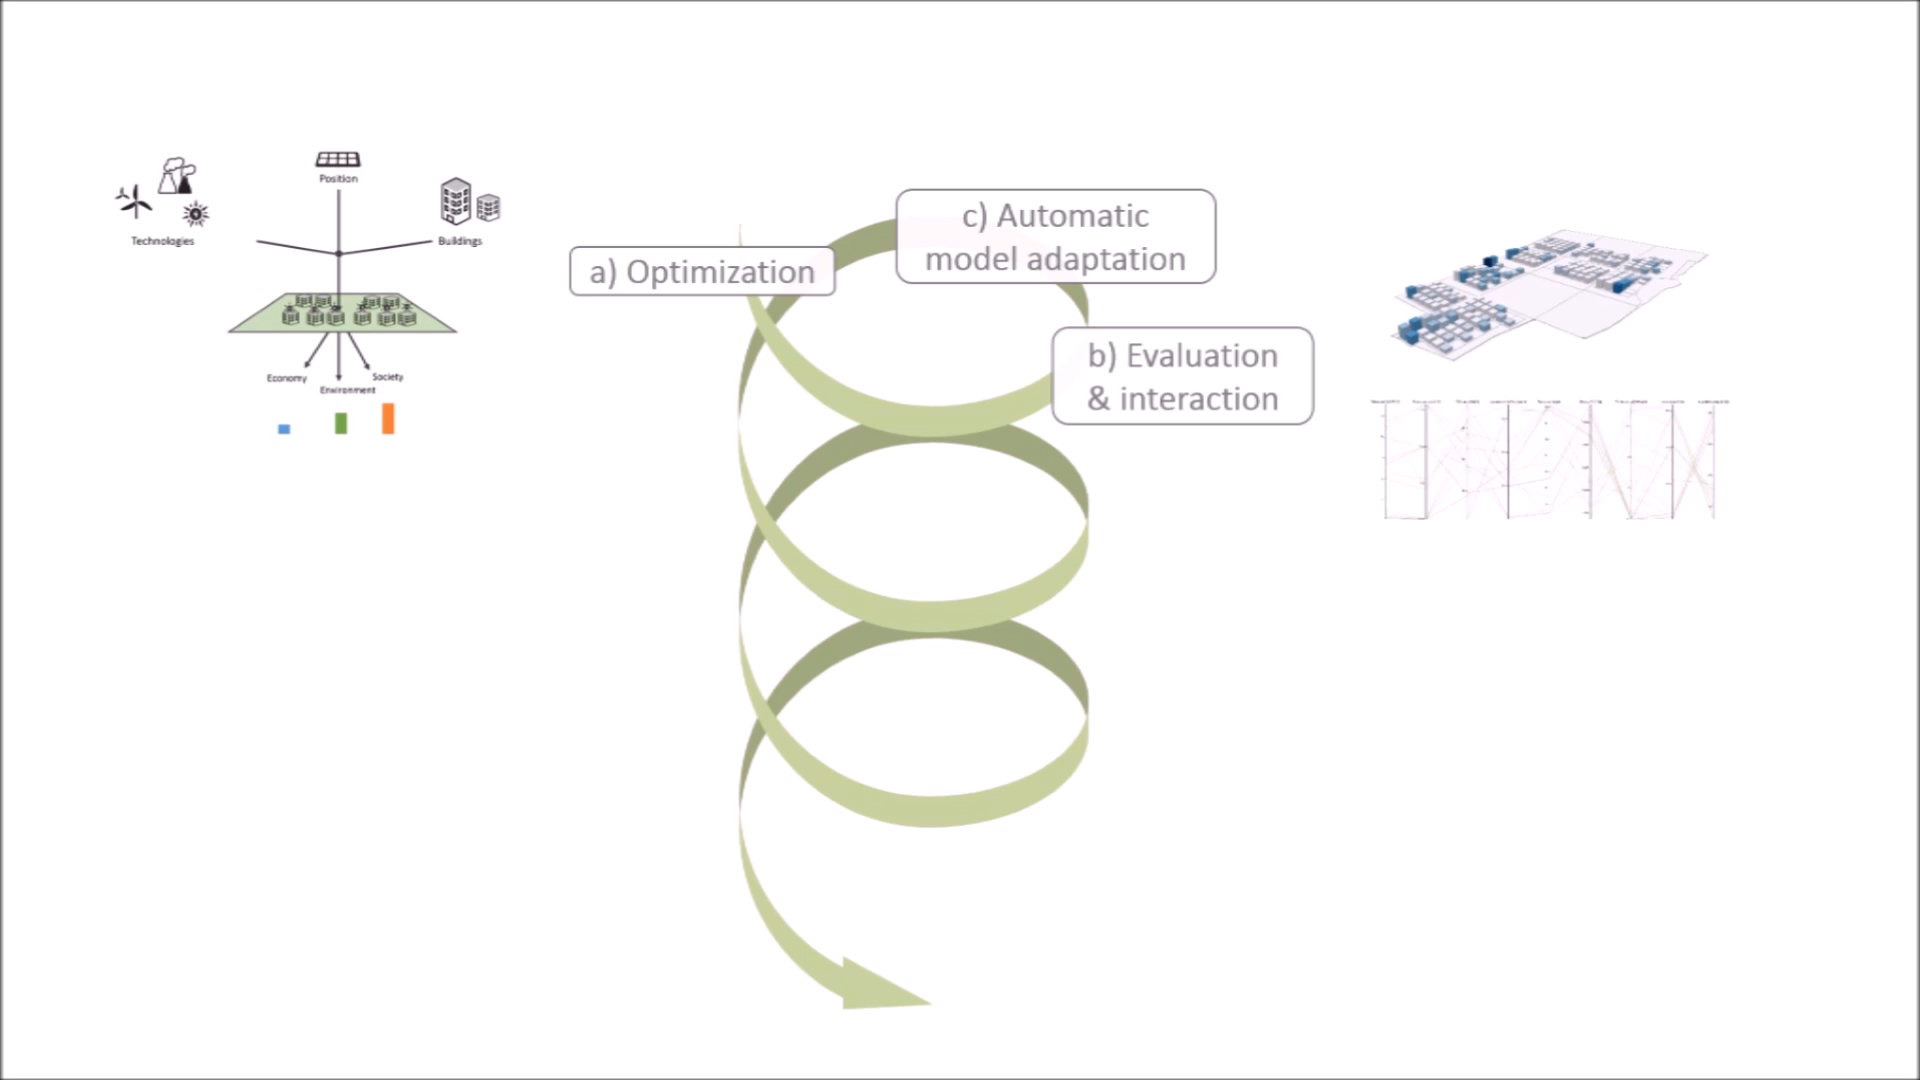 Position
Technologies
Buildings
Economy
Society
Environment
a) Optimization
c) Automatic
model adaptation
b) Evaluation
& interaction